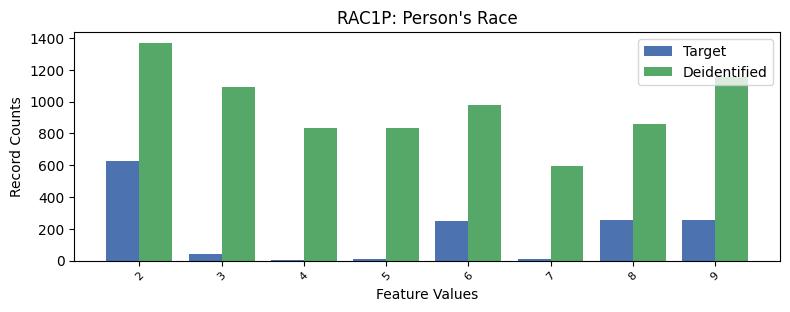 RAC1P: Person's Race
Target
Deidentified
Record Counts
1400
1200
1000
800
600
400
200
0
2 3 4 5 6 7 8 9
Feature Values